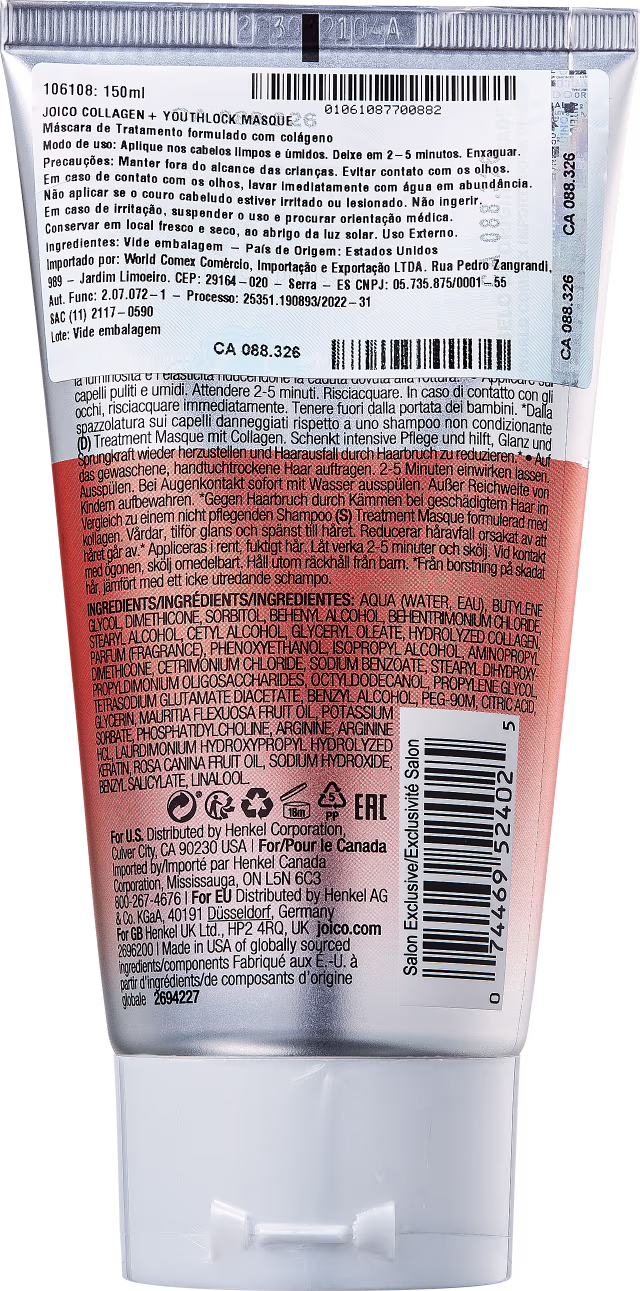 106108: 150ml
01061087700882
JOICO COLLAGEN + YOUTHLOCK MASQUE
Máscara de Tratamento formulado com colágeno
Modo de uso: Aplique nos cabelos limpos e úmidos. Deixe em 2-5 minutos. Enxaguar.
Precauções: Manter fora do alcance das crianças. Evitar contato com os olhos.
Em caso de contato com os olhos, lavar imediatamente com água em abundância.
Não aplicar se o couro cabeludo estiver irritado ou lesionado. Não ingerir.
Em caso de irritação, suspender o uso e procurar orientação médica.
Conservar em local fresco e seco, ao abrigo da luz solar. Uso Externo.
Ingredientes: Vide embalagem - País de Origem: Estados Unidos
Importado por: World Comex Comércio, Importação e Exportação LTDA. Rua Pedro Zangrandi,
989 - Jardim Limoeiro. CEP: 29164-020 - Serra - ES CNPJ: 05.735.875/0001-55
Aut. Func: 2.07.072-1 - Processo: 25351.190893/2022-31
SAC (11) 2117-0590
Lote: Vide embalagem
CA 088.326
CA 088.326
CA 088.326
la luminosità e l'elasticità riducendone la caduta dovuta alla rottura.* • Applicare sui
capelli puliti e umidi. Attendere 2-5 minuti. Risciacquare. In caso di contatto con gli
occhi, risciacquare immediatamente. Tenere fuori dalla portata dei bambini. *Dalla
spazzolatura sui capelli danneggiati rispetto a uno shampoo non condizionante
(D) Treatment Masque mit Collagen. Schenkt intensive Pflege und hilft, Glanz und
Sprungkraft wieder herzustellen und Haarausfall durch Haarbruch zu reduzieren.* • Auf
das gewaschene, handtuchtrockene Haar auftragen. 2-5 Minuten einwirken lassen.
Ausspülen. Bei Augenkontakt sofort mit Wasser ausspülen. Außer Reichweite von
Kindern aufbewahren. *Gegen Haarbruch durch Kämmen bei geschädigtem Haar im
Vergleich zu einem nicht pflegenden Shampoo (S) Treatment Masque formulerad med
kollagen. Vårdar, tilför glans och spänst till håret. Reducerar håravfall orsakat av att
håret går av.* Appliceras i rent, fuktigt hår. Låt verka 2-5 minuter och skölj. Vid kontakt
med ögonen, skölj omedelbart. Håll utom räckhåll från barn. *Från borstning på skadat
hår, jämfört med ett icke utredande schampo.
INGREDIENTS/INGRÉDIENTS/INGREDIENTES: AQUA (WATER, EAU), BUTYLENE
GLYCOL, DIMETHICONE, SORBITOL, BEHENYL ALCOHOL, BEHENTRIMONIUM CHLORIDE,
STEARYL ALCOHOL, CETYL ALCOHOL, GLYCERYL OLEATE, HYDROLYZED COLLAGEN,
PARFUM (FRAGRANCE), PHENOXYETHANOL, ISOPROPYL ALCOHOL, AMINOPROPYL
DIMETHICONE, CETRIMONIUM CHLORIDE, SODIUM BENZOATE, STEARYL DIHYDROXY-
PROPYLDIMONIUM OLIGOSACCHARIDES, OCTYLDODECANOL, PROPYLENE GLYCOL,
TETRASODIUM GLUTAMATE DIACETATE, BENZYL ALCOHOL, PEG-90M, CITRIC ACID,
GLYCERIN, MAURITIA FLEXUOSA FRUIT OIL, POTASSIUM
SORBATE, PHOSPHATIDYLCHOLINE, ARGININE, ARGININE
HCL, LAURDIMONIUM HYDROXYPROPYL HYDROLYZED
KERATIN, ROSA CANINA FRUIT OIL, SODIUM HYDROXIDE,
BENZYL SALICYLATE, LINALOOL.
18m
5
PP
EAC
For U.S. Distributed by Henkel Corporation,
Culver City, CA 90230 USA | For/Pour le Canada
Imported by/Importé par Henkel Canada
Corporation, Mississauga, ON L5N 6C3
800-267-4676 | For EU Distributed by Henkel AG
& Co. KGaA, 40191 Düsseldorf, Germany
For GB Henkel UK Ltd., HP2 4RQ, UK joico.com
2696200 | Made in USA of globally sourced
ingredients/components Fabriqué aux É.-U. à
partir d'ingrédients/de composants d'origine
globale 2694227
Salon Exclusive/Exclusivité Salon
0 74469 52402 5